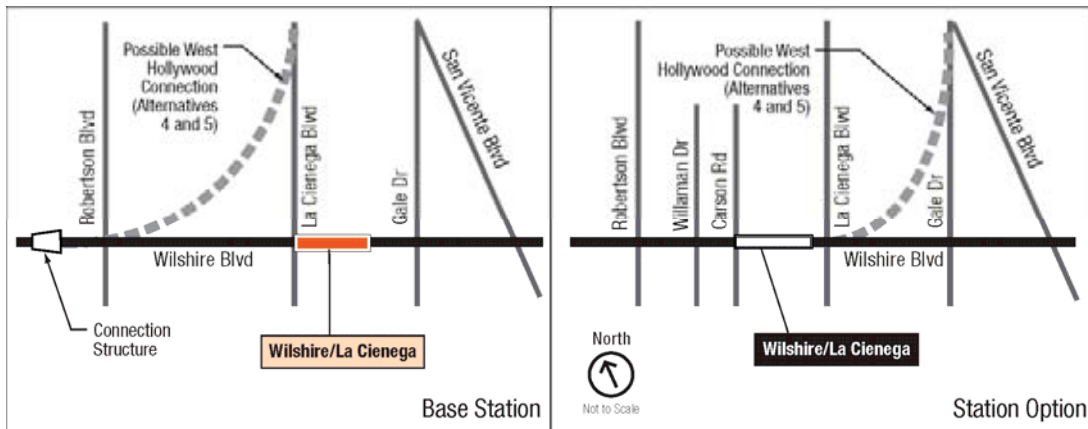 Possible West
Hollywood
Connection
(Alternatives
4 and 5)
Robertson Blvd
La Cienega Blvd
Gale Dr
San Vicente Blvd
Wilshire Blvd
Connection
Structure
Wilshire/La Cienega
Base Station
Possible West
Hollywood Connection
(Alternatives
4 and 5)
Robertson Blvd
Willaman Dr
Carson Rd
La Cienega Blvd
Gale Dr
San Vicente Blvd
Wilshire Blvd
North
Not to Scale
Wilshire/La Cienega
Station Option